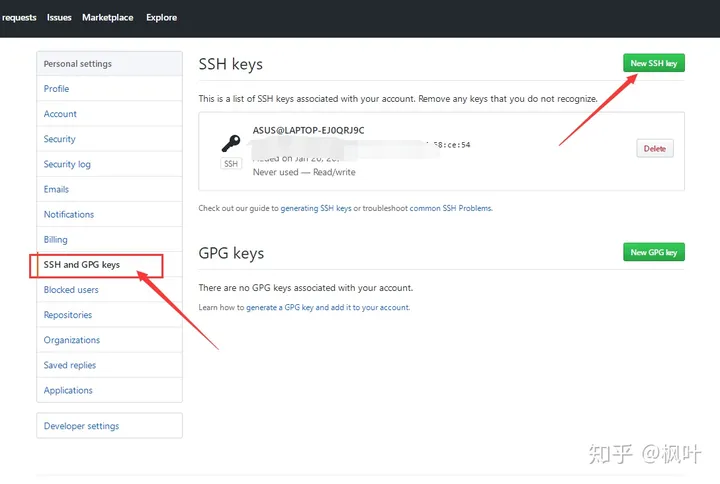 requests Issues Marketplace Explore
Personal settings
Profile
Account
Security
Security log
Emails
Notifications
Billing
SSH and GPG keys
Blocked users
Repositories
Organizations
Saved replies
Applications
Developer settings
SSH keys
New SSH key
This is a list of SSH keys associated with your account. Remove any keys that you do not recognize.
ASUS@LAPTOP-EJ0QRJ9C
:ce:54
SSH
Added on Jan 20,
Never used — Read/write
Delete
Check out our guide to generating SSH keys or troubleshoot common SSH Problems.
GPG keys
New GPG key
There are no GPG keys associated with your account.
Learn how to generate a GPG key and add it to your account.
知乎 @枫叶